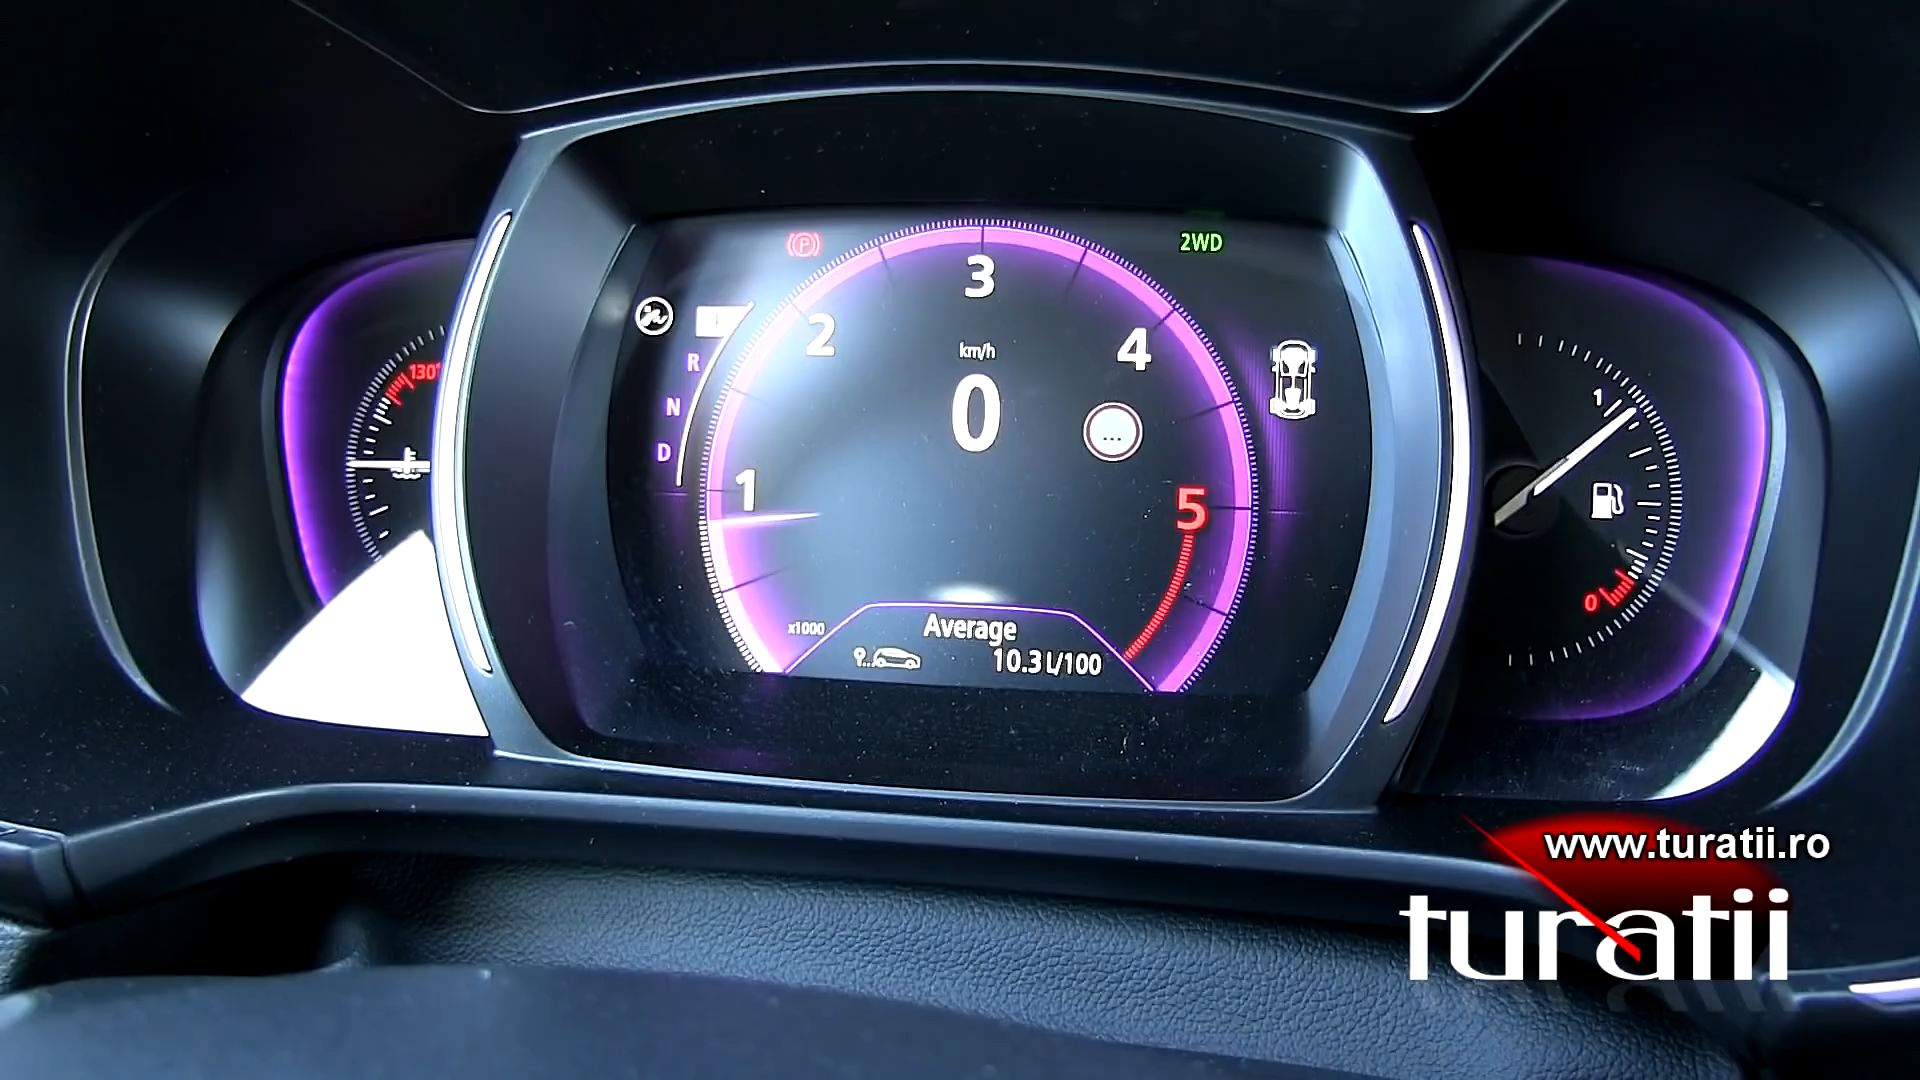 2WD
3
2
4
km/h
0
R
N
D
130
1
...
1
5
0
x1000
Average
10.3 L/100
www.turatii.ro
turatii